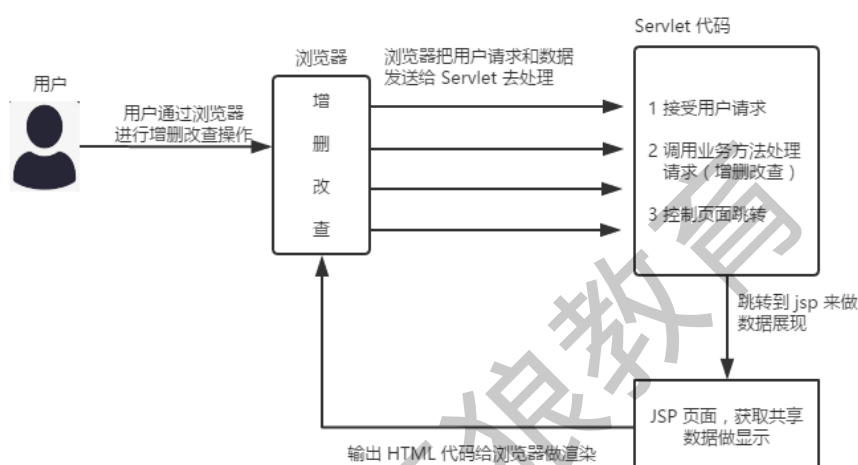 Servlet 代码
用户
浏览器
浏览器把用户请求和数据
发送给 Servlet 去处理
用户通过浏览器
进行增删改查操作
增
删
改
查
1 接受用户请求
2 调用业务方法处理
请求（增删改查）
3 控制页面跳转
跳转到 jsp 来做
数据展现
JSP 页面，获取共享
数据做显示
输出 HTML 代码给浏览器做渲染
狼教育